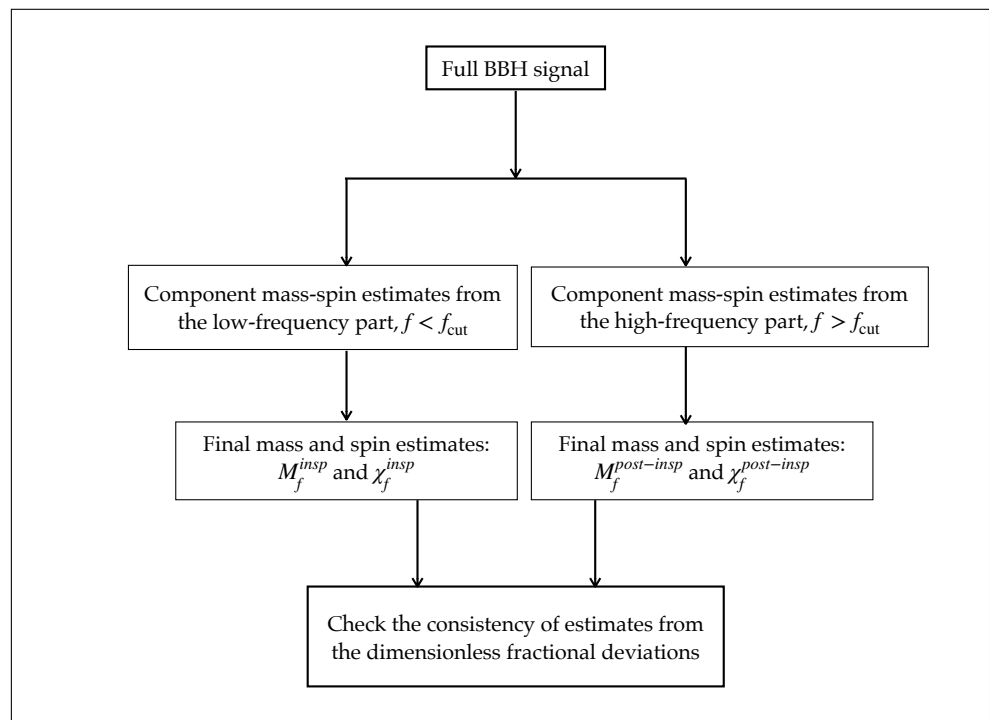 Full BBH signal
Component mass-spin estimates from
the low-frequency part, f < f_cut
Component mass-spin estimates from
the high-frequency part, f > f_cut
Final mass and spin estimates:
M_f^{insp} and χ_f^{insp}
Final mass and spin estimates:
M_f^{post−insp} and χ_f^{post−insp}
Check the consistency of estimates from
the dimensionless fractional deviations